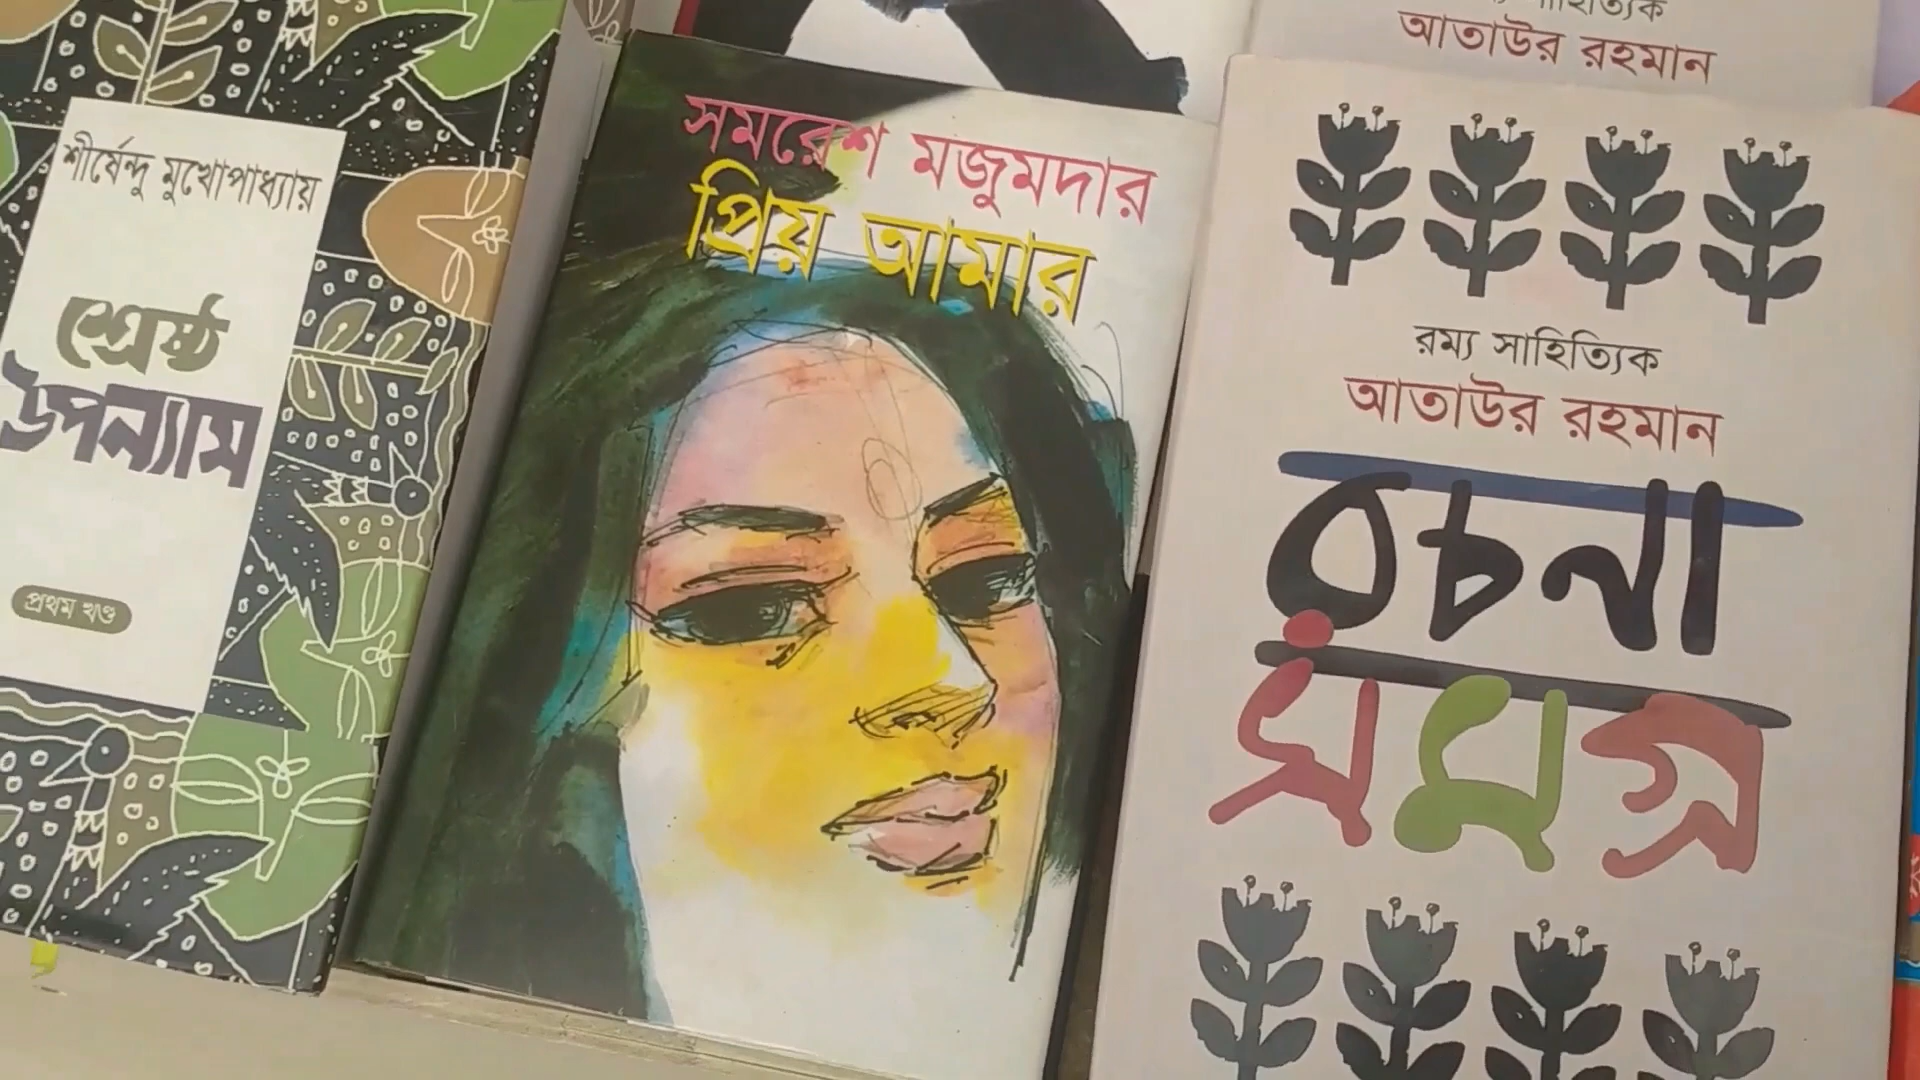 শীর্ষেন্দু মুখোপাধ্যায়
শ্রেষ্ঠ
উপন্যাস
প্রথম খণ্ড
সমরেশ মজুমদার
প্রিয় আমার
সাহিত্যিক
আতাউর রহমান
রম্য সাহিত্যিক
আতাউর রহমান
রচনা
সমগ্র